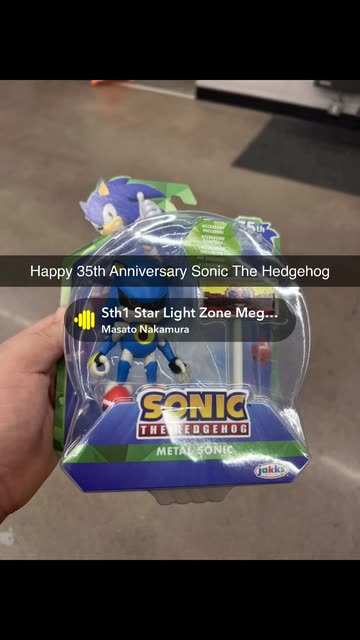 35th
Happy 35th Anniversary Sonic The Hedgehog
Sth1 Star Light Zone Meg...
Masato Nakamura
SONIC
THE HEDGEHOG
METAL SONIC
jakks